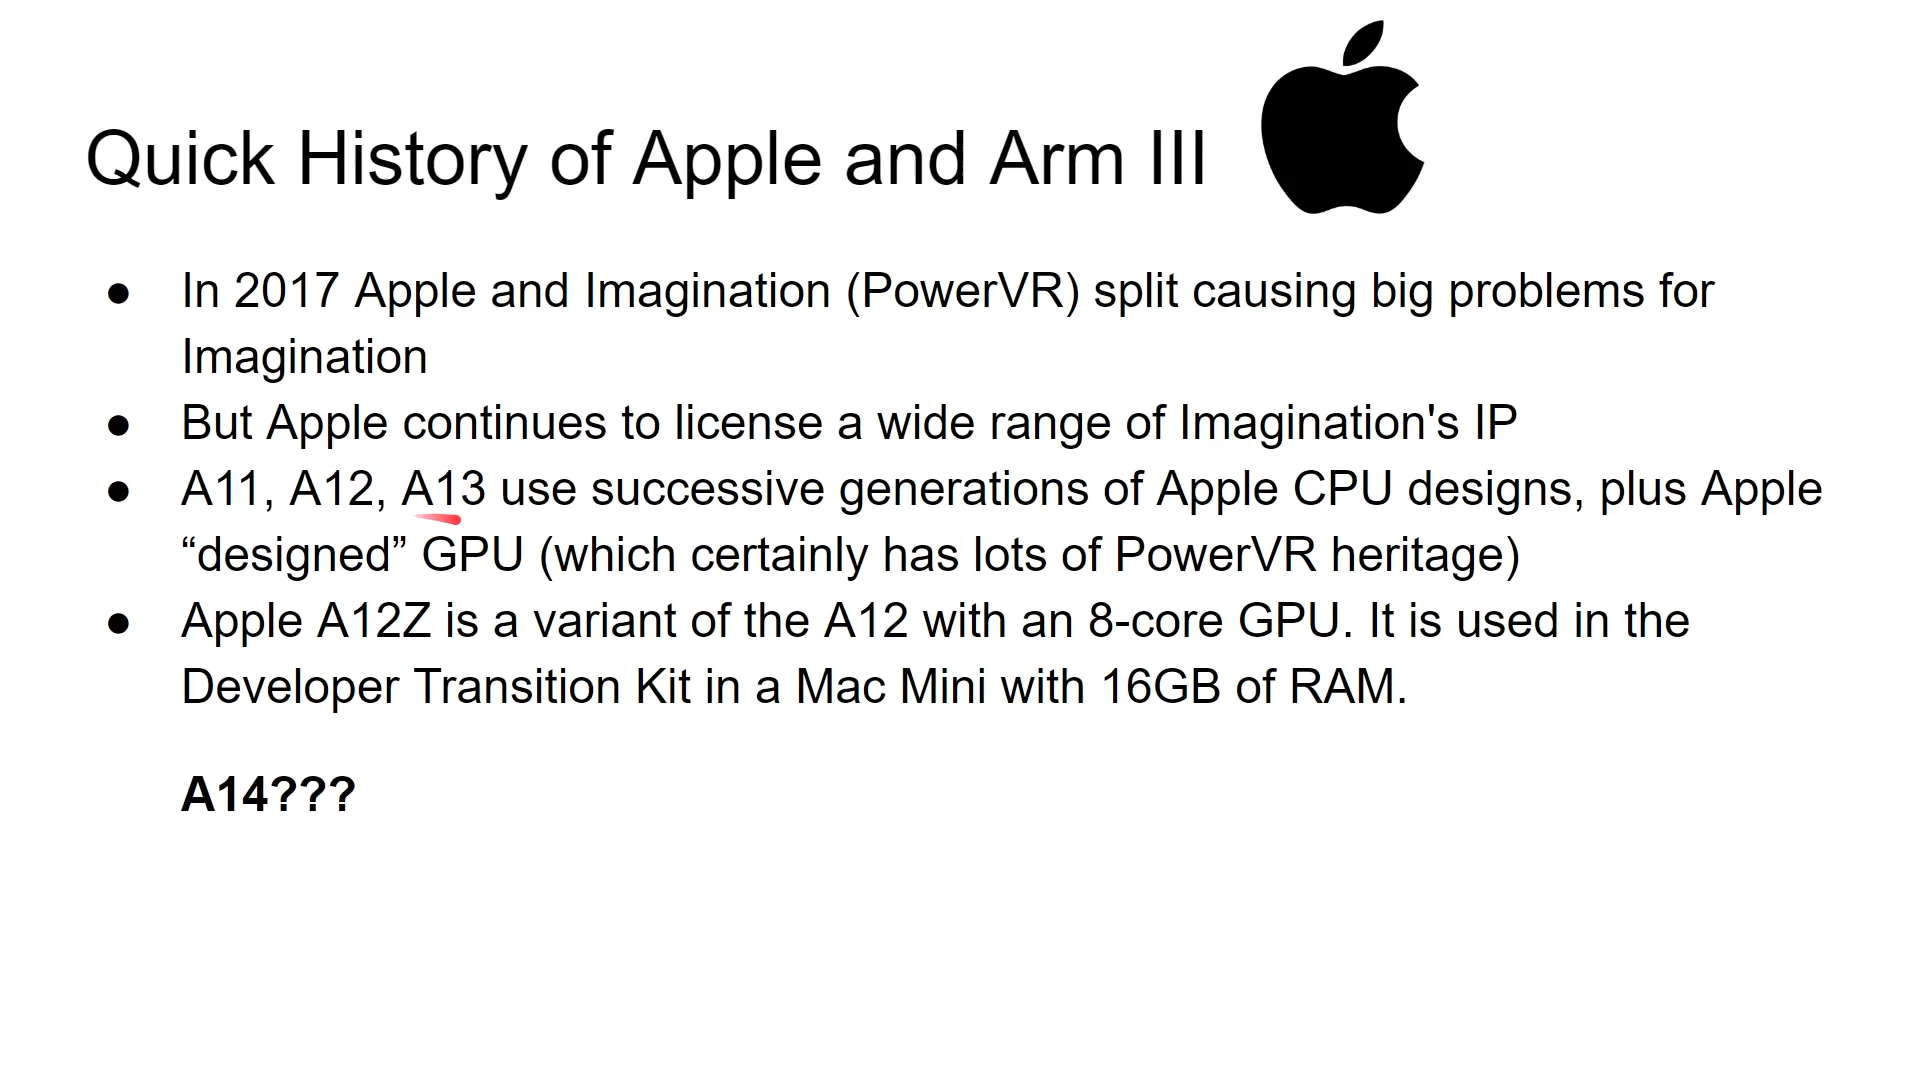 Quick History of Apple and Arm III
● In 2017 Apple and Imagination (PowerVR) split causing big problems for
Imagination
● But Apple continues to license a wide range of Imagination's IP
● A11, A12, A13 use successive generations of Apple CPU designs, plus Apple
“designed” GPU (which certainly has lots of PowerVR heritage)
● Apple A12Z is a variant of the A12 with an 8-core GPU. It is used in the
Developer Transition Kit in a Mac Mini with 16GB of RAM.
A14???